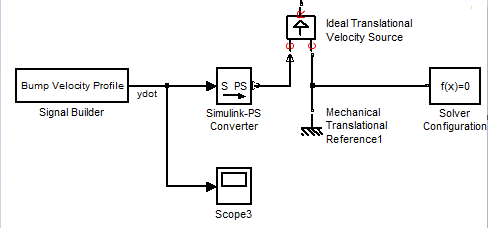 Ideal Translational
Velocity Source
Bump Velocity Profile
ydot
Signal Builder
S PS
Simulink-PS
Converter
Mechanical
Translational
Reference1
f(x)=0
Solver
Configuration
Scope3